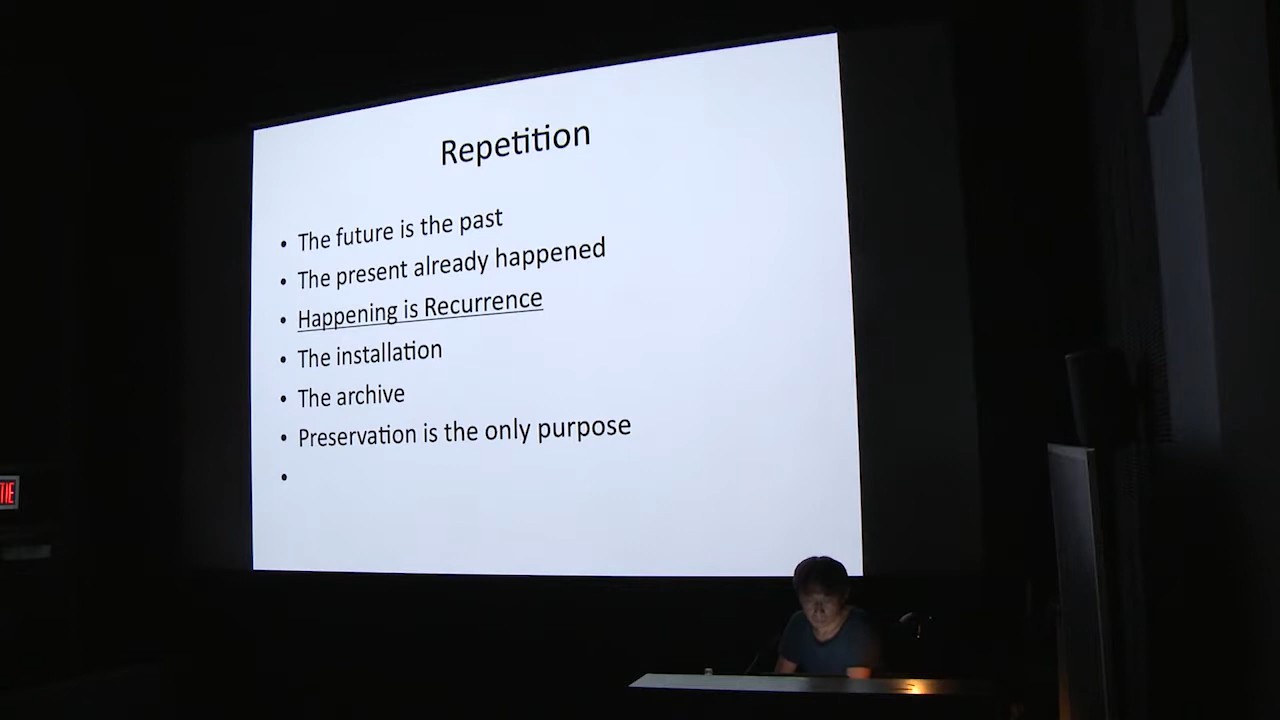 Repetition
• The future is the past
• The present already happened
• Happening is Recurrence
• The installation
• The archive
• Preservation is the only purpose
•
TIE